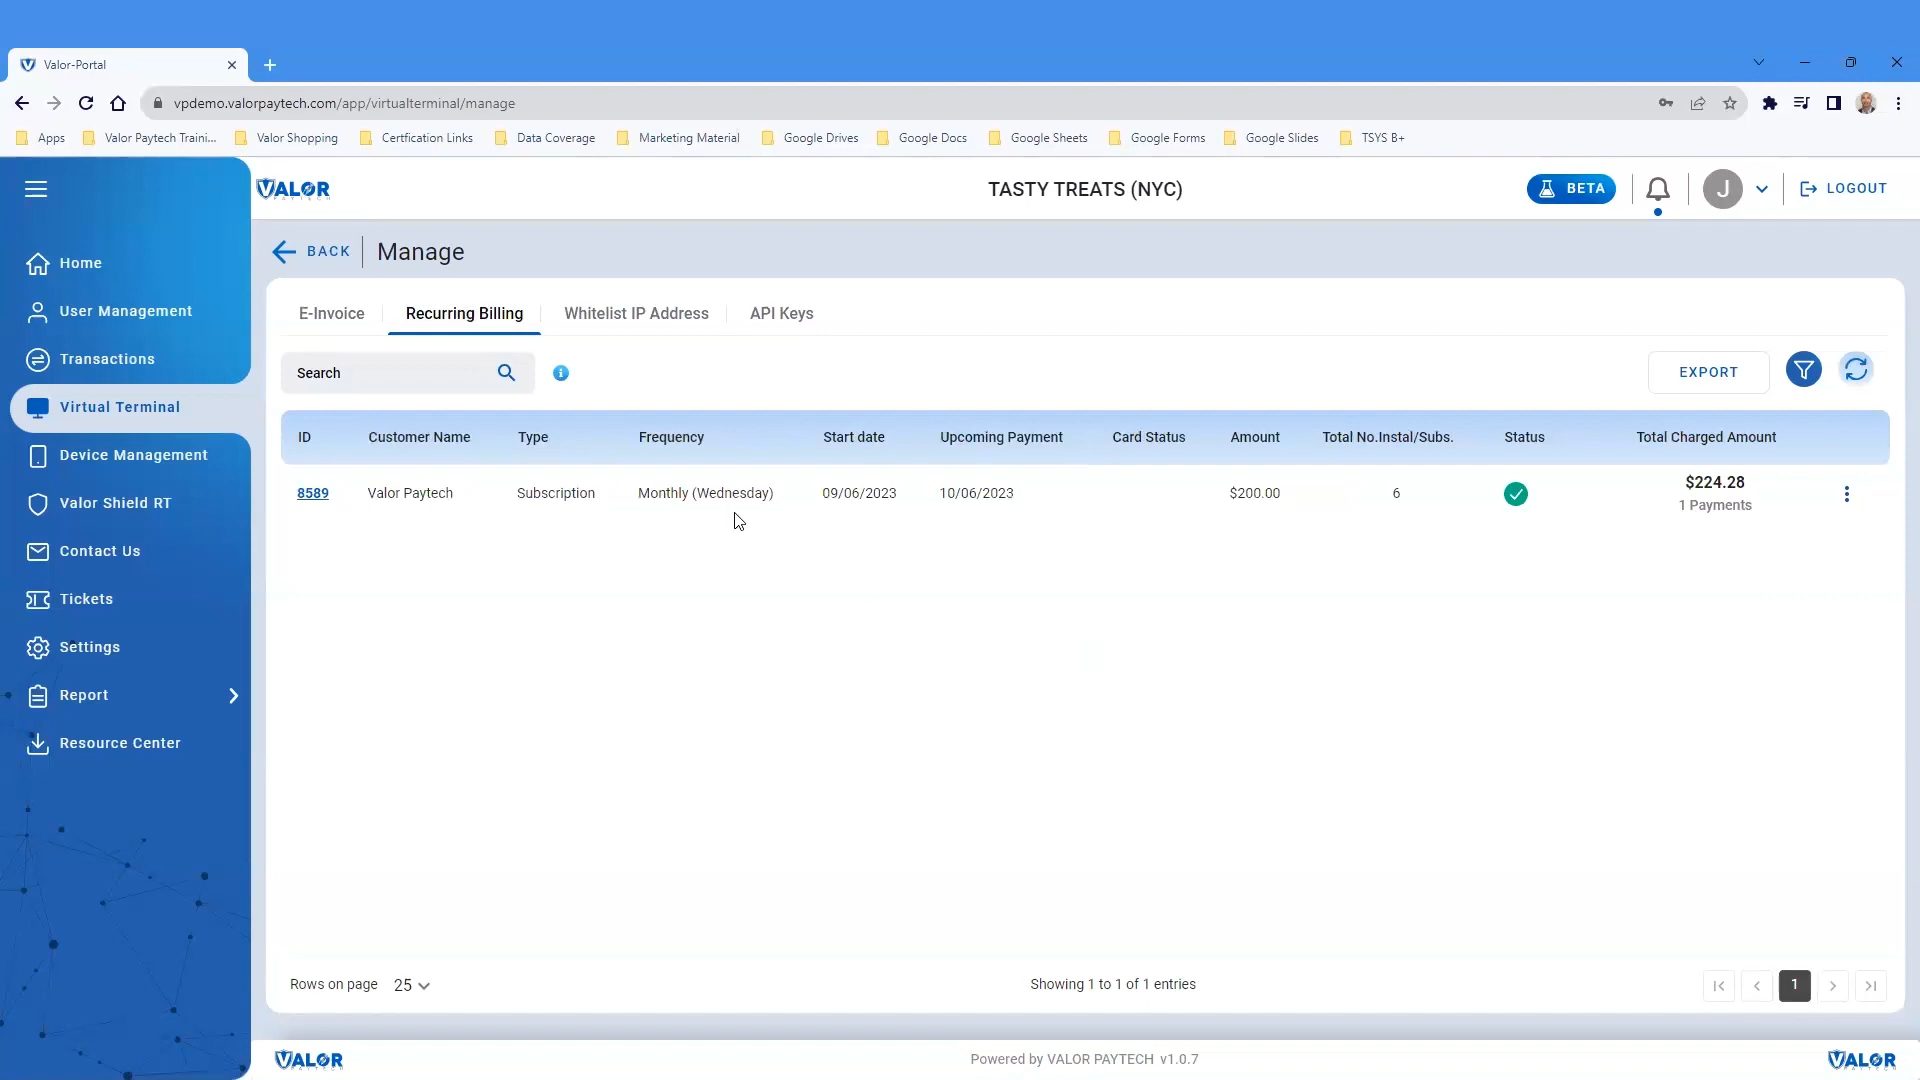 Valor-Portal
vpdemo.valorpaytech.com/app/virtualterminal/manage
Apps Valor Paytech Traini... Valor Shopping Certfication Links Data Coverage Marketing Material Google Drives Google Docs Google Sheets Google Forms Google Slides TSYS B+
VALOR PAYTECH TASTY TREATS (NYC) BETA J LOGOUT
BACK Manage
Home
User Management
Transactions
Virtual Terminal
Device Management
Valor Shield RT
Contact Us
Tickets
Settings
Report
Resource Center
E-Invoice Recurring Billing Whitelist IP Address API Keys
Search EXPORT
ID Customer Name Type Frequency Start date Upcoming Payment Card Status Amount Total No.Instal/Subs. Status Total Charged Amount
8589 Valor Paytech Subscription Monthly (Wednesday) 09/06/2023 10/06/2023 $200.00 6 $224.28
1 Payments
Rows on page 25 Showing 1 to 1 of 1 entries 1
VALOR PAYTECH Powered by VALOR PAYTECH v1.0.7 VALOR PAYTECH